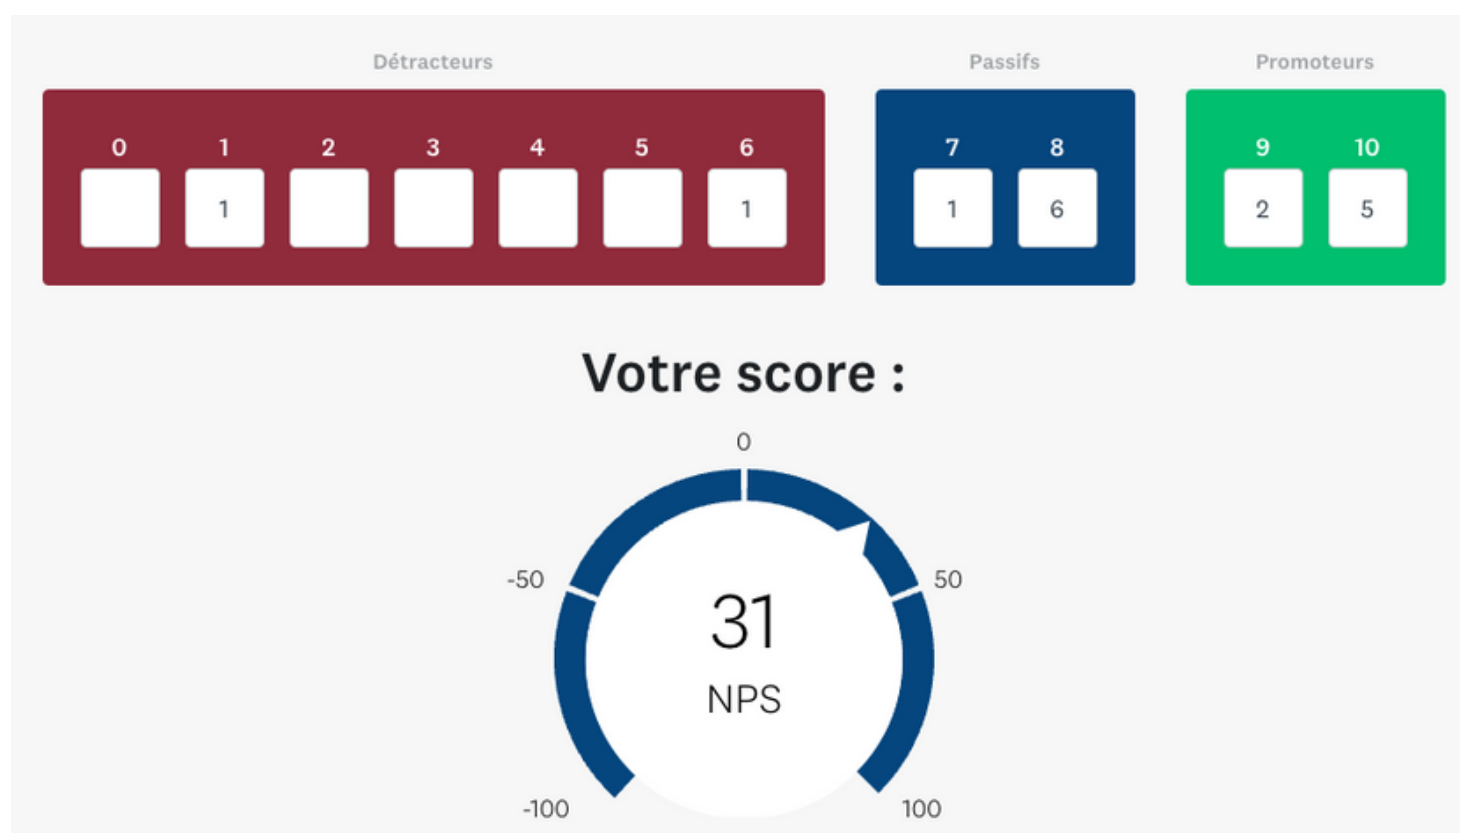 Détracteurs Passifs Promoteurs
0 1 2 3 4 5 6 7 8 9 10
1 1 1 6 2 5
Votre score :
0
-50 50
31
NPS
-100 100